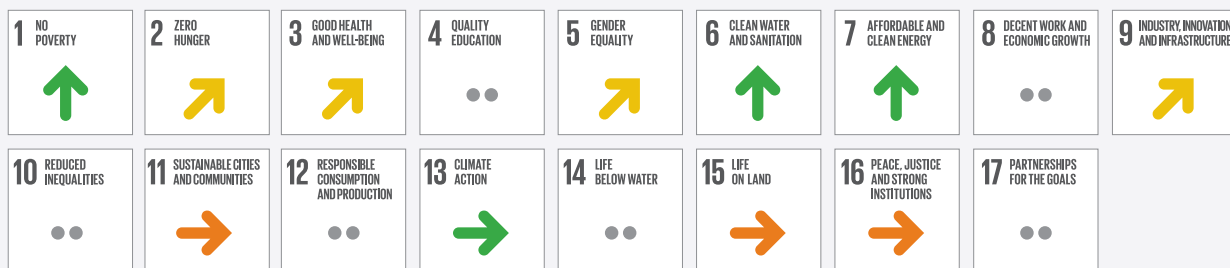 1 NO POVERTY
2 ZERO HUNGER
3 GOOD HEALTH AND WELL-BEING
4 QUALITY EDUCATION
5 GENDER EQUALITY
6 CLEAN WATER AND SANITATION
7 AFFORDABLE AND CLEAN ENERGY
8 DECENT WORK AND ECONOMIC GROWTH
9 INDUSTRY, INNOVATION AND INFRASTRUCTURE
10 REDUCED INEQUALITIES
11 SUSTAINABLE CITIES AND COMMUNITIES
12 RESPONSIBLE CONSUMPTION AND PRODUCTION
13 CLIMATE ACTION
14 LIFE BELOW WATER
15 LIFE ON LAND
16 PEACE, JUSTICE AND STRONG INSTITUTIONS
17 PARTNERSHIPS FOR THE GOALS